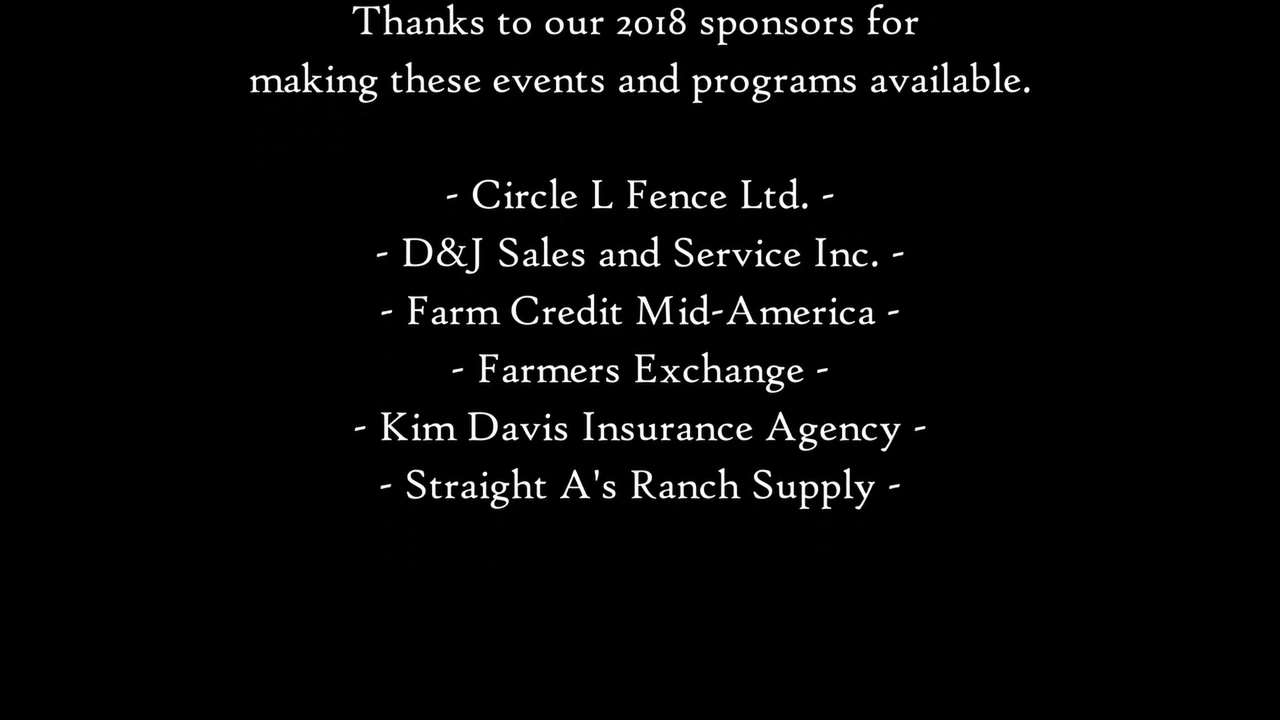 Thanks to our 2018 sponsors for
making these events and programs available.
- Circle L Fence Ltd. -
- D&J Sales and Service Inc. -
- Farm Credit Mid-America -
- Farmers Exchange -
- Kim Davis Insurance Agency -
- Straight A's Ranch Supply -